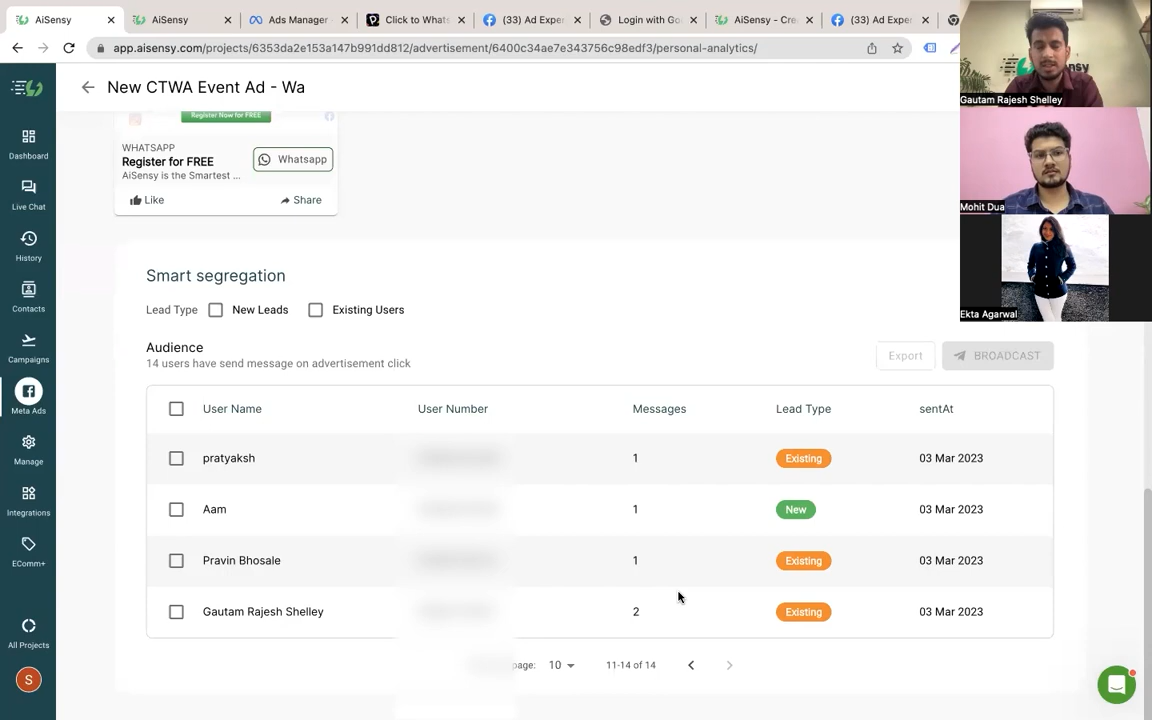 AiSensy
AiSensy
Ads Manager -
Click to Whats
(33) Ad Exper
Login with Go
AiSensy - Cre
(33) Ad Exper
app.aisensy.com/projects/6353da2e153a147b991dd812/advertisement/6400c34ae7e343756c98edf3/personal-analytics/
New CTWA Event Ad - Wa
Gautam Rajesh Shelley
Mohit Dua
Ekta Agarwal
Dashboard
Live Chat
History
Contacts
Campaigns
Meta Ads
Manage
Integrations
EComm+
All Projects
S
Register Now for FREE
WHATSAPP
Register for FREE
AiSensy is the Smartest ...
Whatsapp
Like
Share
Smart segregation
Lead Type
New Leads
Existing Users
Audience
14 users have send message on advertisement click
Export
BROADCAST
User Name
User Number
Messages
Lead Type
sentAt
pratyaksh
1
Existing
03 Mar 2023
Aam
1
New
03 Mar 2023
Pravin Bhosale
1
Existing
03 Mar 2023
Gautam Rajesh Shelley
2
Existing
03 Mar 2023
page:
10
11-14 of 14